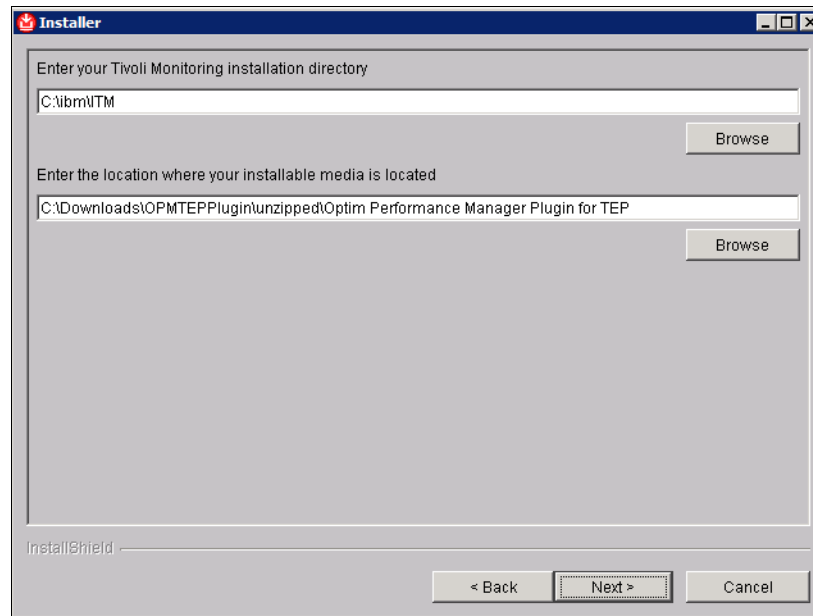 Installer
Enter your Tivoli Monitoring installation directory
C:\ibm\ITM
Browse
Enter the location where your installable media is located
C:\Downloads\OPMTEPPlugin\unzipped\Optim Performance Manager Plugin for TEP
Browse
InstallShield
< Back Next > Cancel